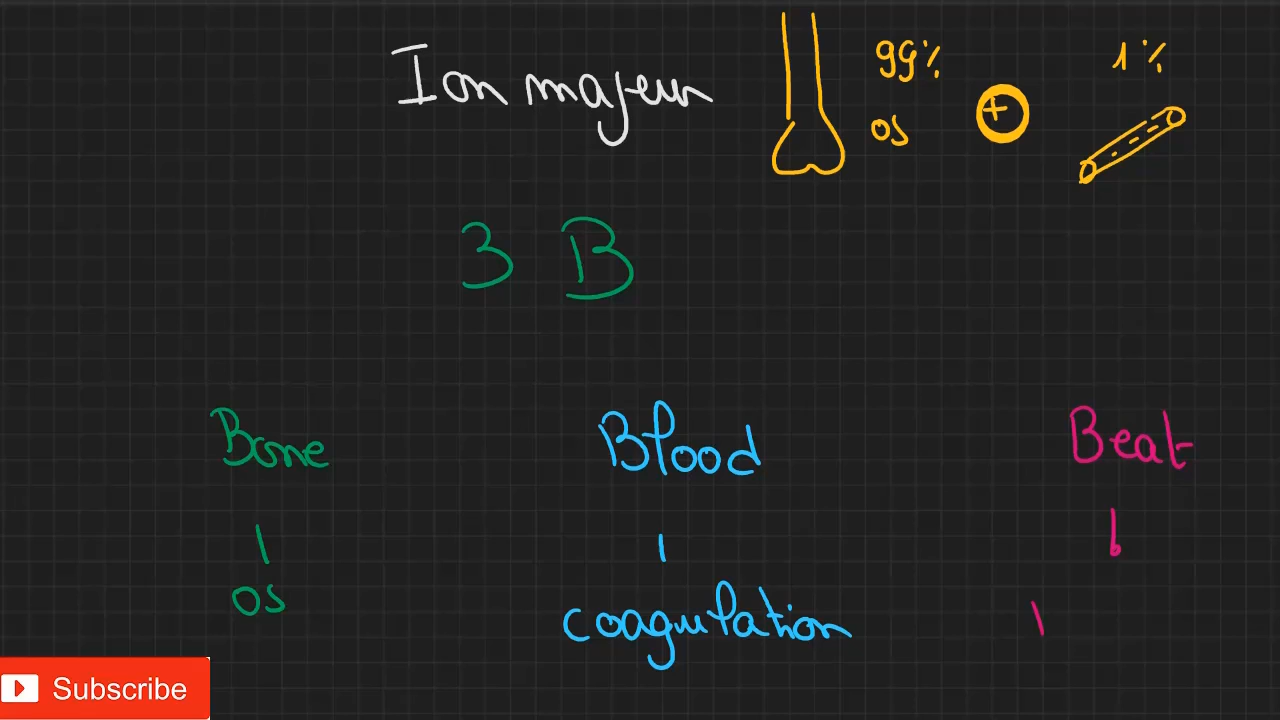 Ion majeur
99% 1%
os
+
3 B
Bone Blood Beat
os coagulation
Subscribe